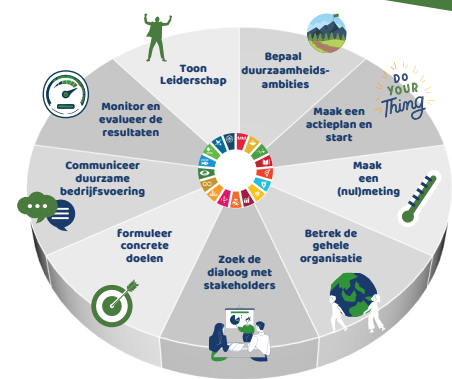 Toon
Leiderschap
Bepaal
duurzaamheids-
ambities
DO
YOUR
Thing
Maak een
actieplan en
start
Maak
een
(nul)meting
Betrek de
gehele
organisatie
Zoek de
dialoog met
stakeholders
formuleer
concrete
doelen
Communiceer
duurzame
bedrijfsvoering
Monitor en
evalueer de
resultaten